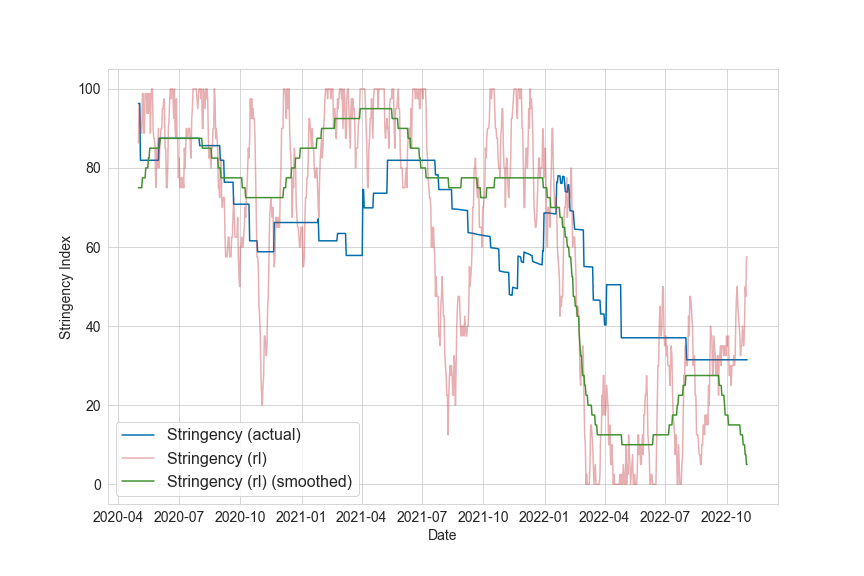 100
80
60
40
20
0
Stringency Index
Stringency (actual)
Stringency (rl)
Stringency (rl) (smoothed)
2020-04 2020-07 2020-10 2021-01 2021-04 2021-07 2021-10 2022-01 2022-04 2022-07 2022-10
Date